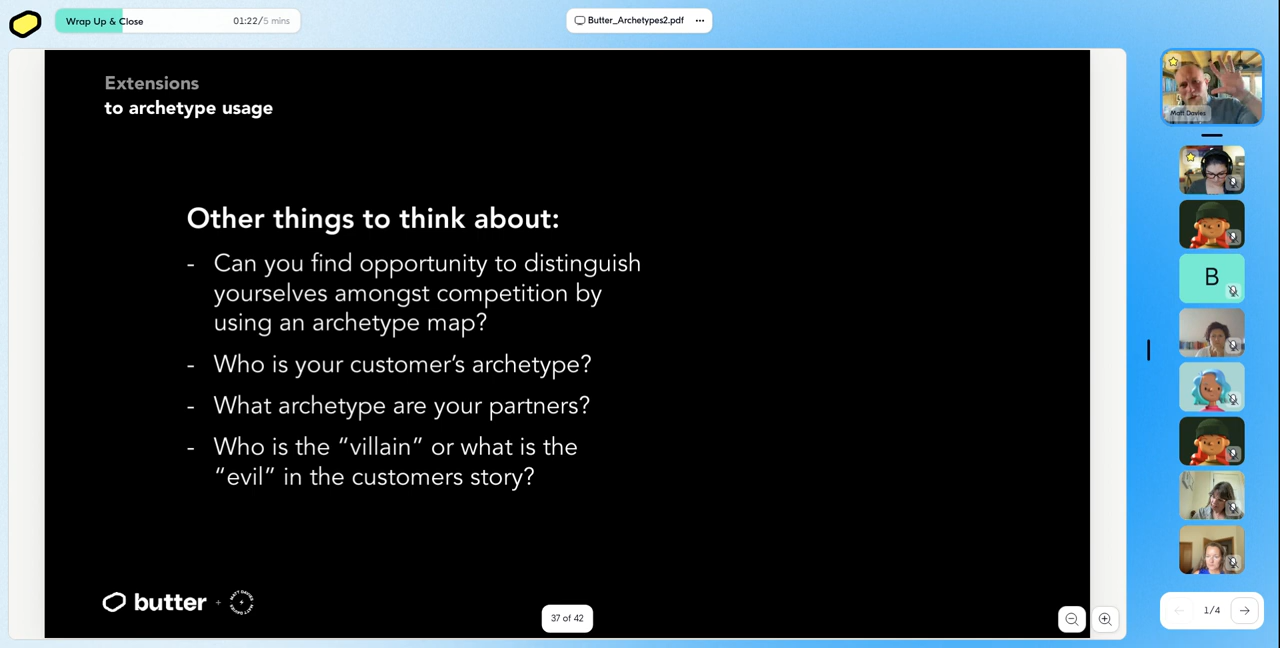 Wrap Up & Close
01:22/5 mins
Butter_Archetypes2.pdf
Extensions
to archetype usage
Other things to think about:
- Can you find opportunity to distinguish
yourselves amongst competition by
using an archetype map?
- Who is your customer’s archetype?
- What archetype are your partners?
- Who is the “villain” or what is the
“evil” in the customers story?
butter +
MATT DAVIES
37 of 42
Matt Davies
B
1/4